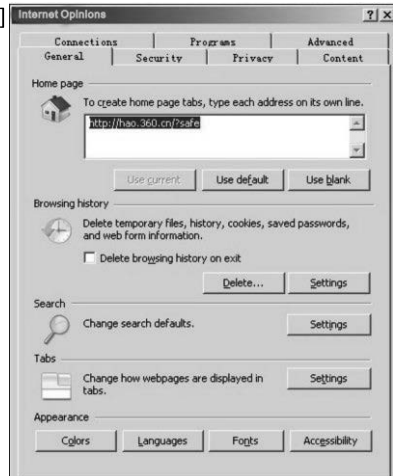 ]
Internet Opinions
Connections Programs Advanced
General Security Privacy Content
Home page
To create home page tabs, type each address on its own line.
http://hao.360.cn/?safe
Use current Use default Use blank
Browsing history
Delete temporary files, history, cookies, saved passwords,
and web form information.
Delete browsing history on exit
Delete... Settings
Search
Change search defaults. Settings
Tabs
Change how webpages are displayed in Settings
tabs.
Appearance
Colors Languages Fonts Accessibility